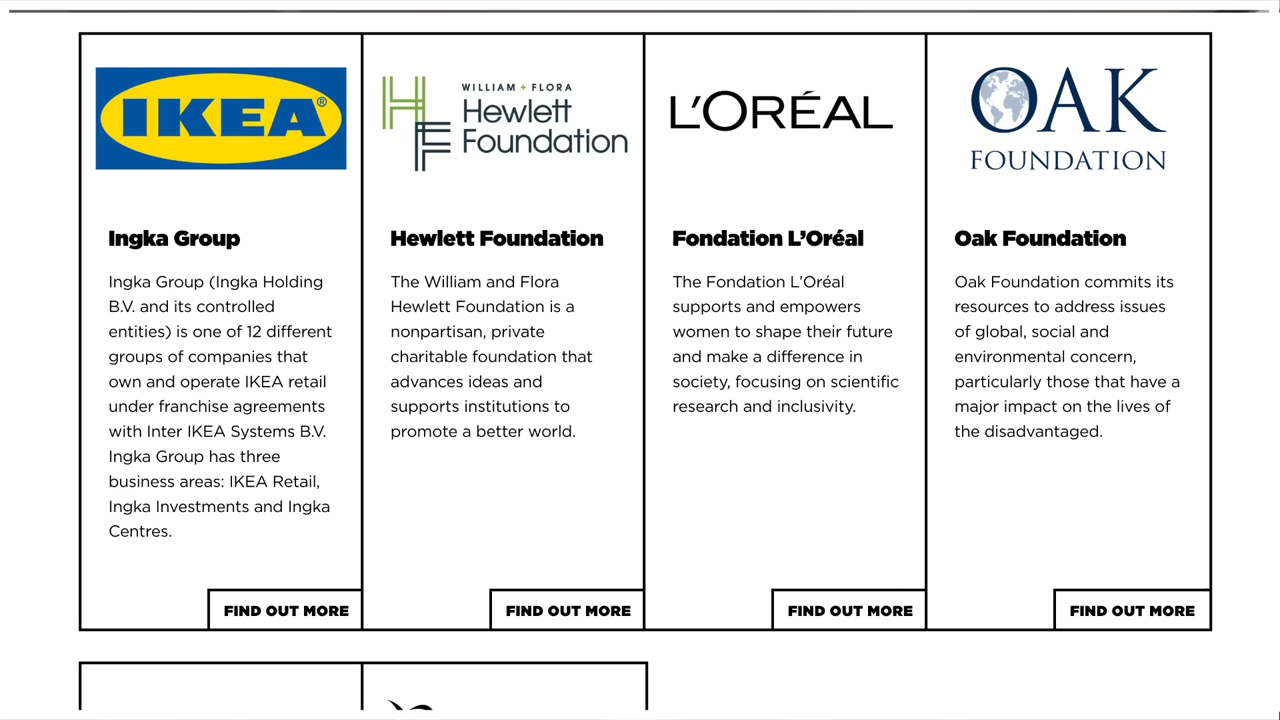 IKEA®
Ingka Group
Ingka Group (Ingka Holding
B.V. and its controlled
entities) is one of 12 different
groups of companies that
own and operate IKEA retail
under franchise agreements
with Inter IKEA Systems B.V.
Ingka Group has three
business areas: IKEA Retail,
Ingka Investments and Ingka
Centres.
FIND OUT MORE
WILLIAM + FLORA
Hewlett
Foundation
Hewlett Foundation
The William and Flora
Hewlett Foundation is a
nonpartisan, private
charitable foundation that
advances ideas and
supports institutions to
promote a better world.
FIND OUT MORE
L'ORÉAL
Fondation L’Oréal
The Fondation L’Oréal
supports and empowers
women to shape their future
and make a difference in
society, focusing on scientific
research and inclusivity.
FIND OUT MORE
OAK
FOUNDATION
Oak Foundation
Oak Foundation commits its
resources to address issues
of global, social and
environmental concern,
particularly those that have a
major impact on the lives of
the disadvantaged.
FIND OUT MORE